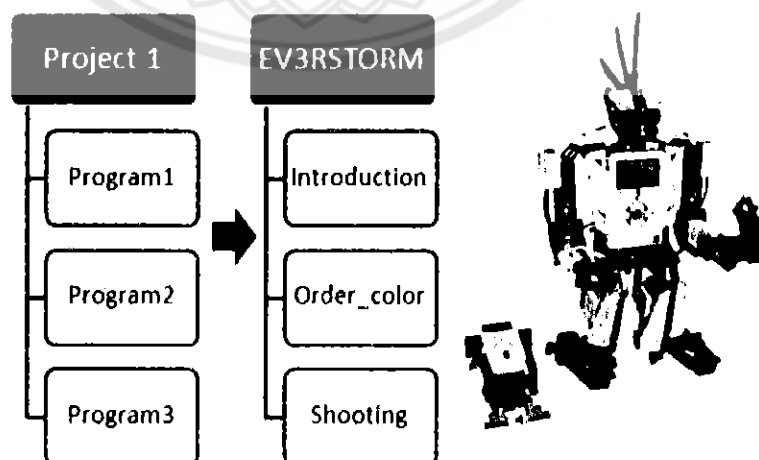 Project 1
Program1
Program2
Program3
EV3RSTORM
Introduction
Order_color
Shooting